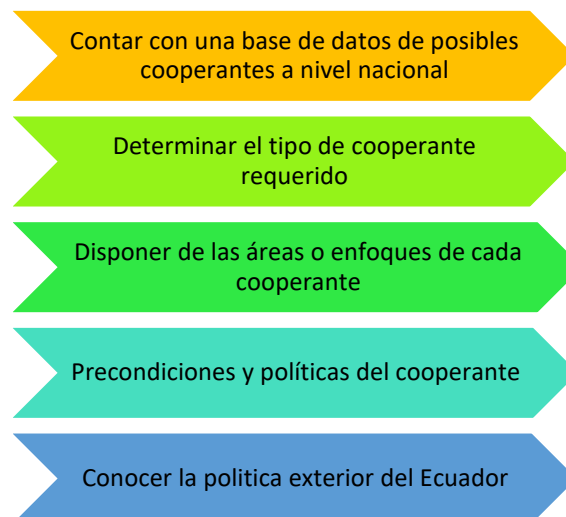 Contar con una base de datos de posibles
cooperantes a nivel nacional
Determinar el tipo de cooperante
requerido
Disponer de las áreas o enfoques de cada
cooperante
Precondiciones y políticas del cooperante
Conocer la politica exterior del Ecuador